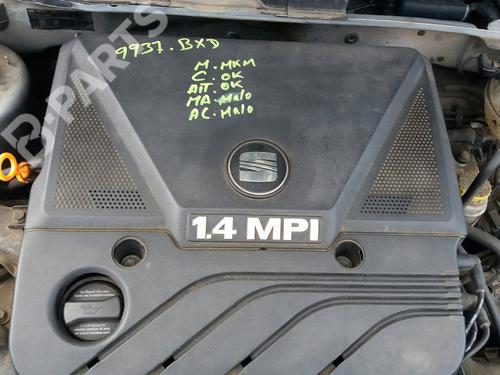 B-PARTS
9937.BXD
M.MKM
C.OK
AIT.OK
MA.Malo
AC.Malo
1.4 MPI